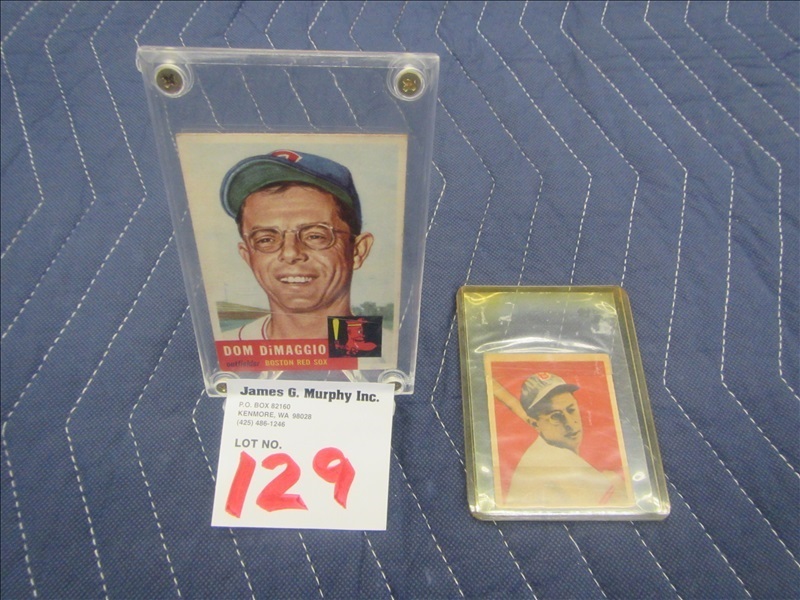 DOM DiMAGGIO
outfielder BOSTON RED SOX
James G. Murphy Inc.
P.O. BOX 82160
KENMORE, WA 98028
(425) 486-1246
LOT NO.
129